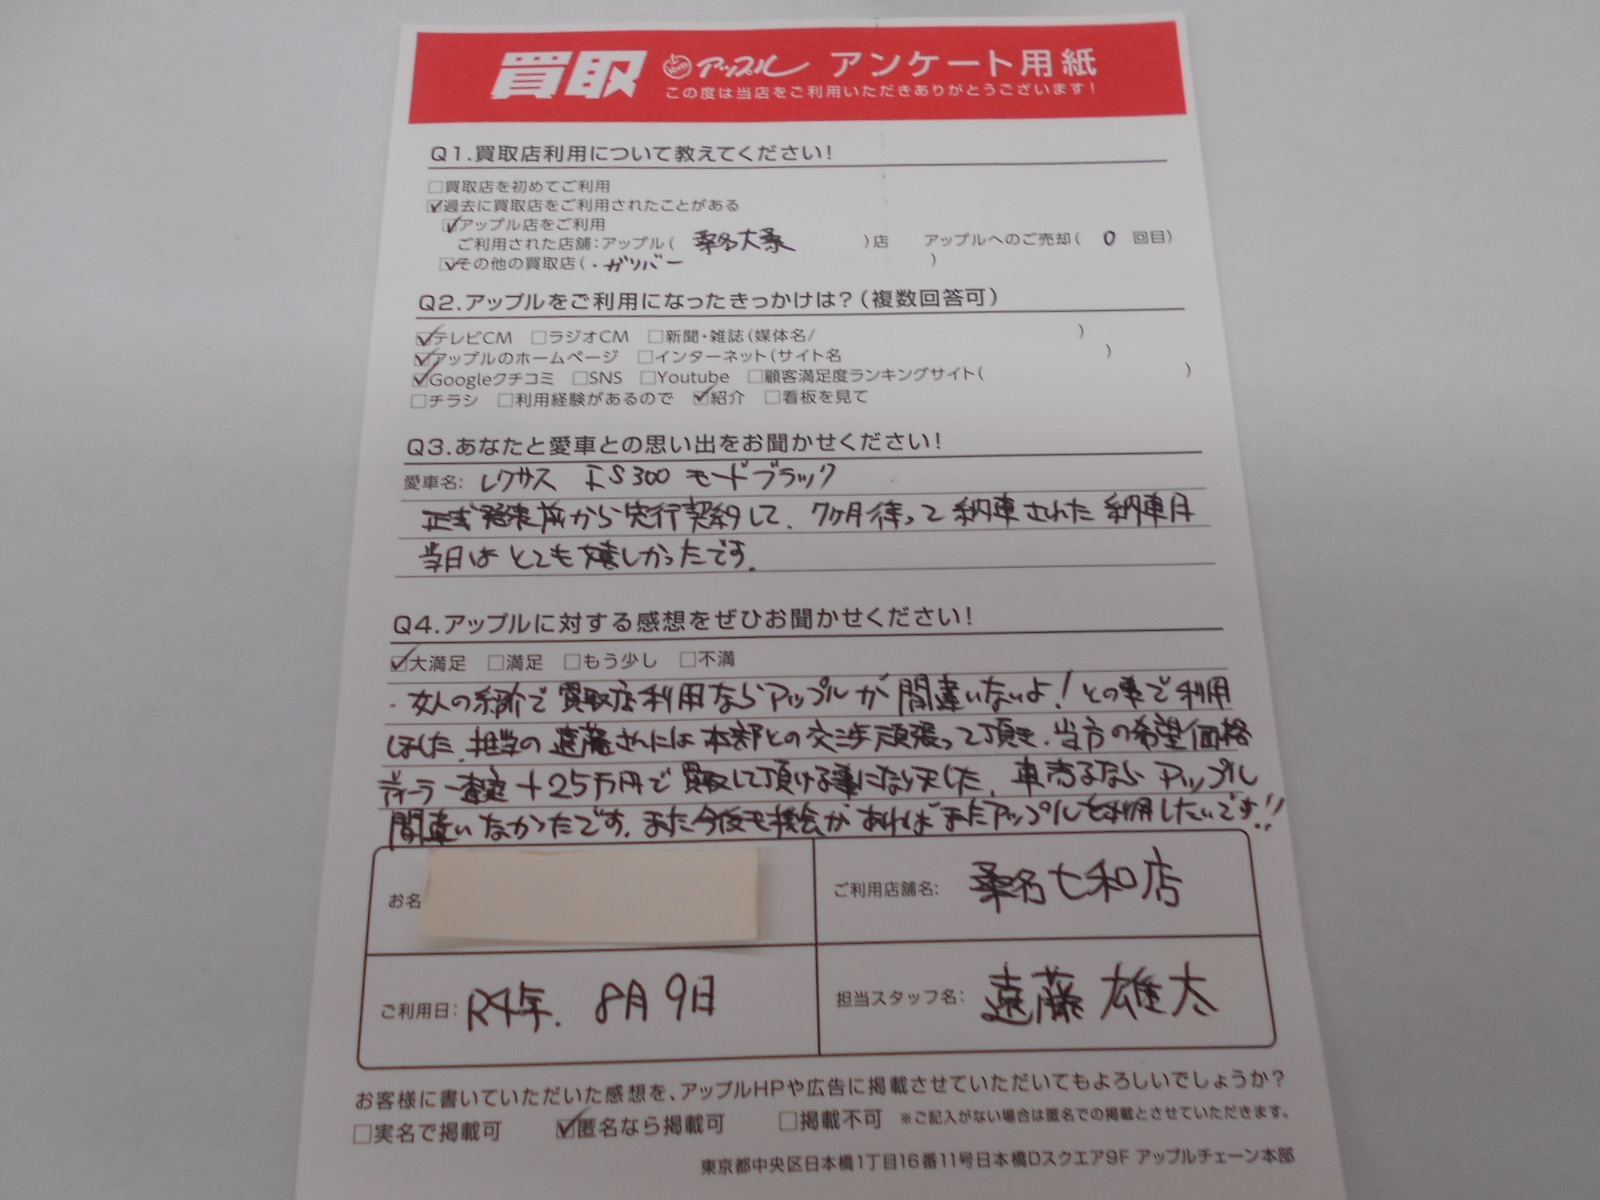 買取 アップル アンケート用紙
この度は当店をご利用いただきありがとうございます!
Q1.買取店利用について教えてください!
□買取店を初めてご利用
☑過去に買取店をご利用されたことがある
☑アップル店をご利用
ご利用された店舗:アップル( 桑名大桑 )店 アップルへのご売却( 0 回目)
☑その他の買取店(・ガリバー )
Q2.アップルをご利用になったきっかけは?(複数回答可)
☑テレビCM □ラジオCM □新聞・雑誌(媒体名/ )
☑アップルのホームページ □インターネット(サイト名 )
☑Googleクチコミ □SNS □Youtube □顧客満足度ランキングサイト( )
□チラシ □利用経験があるので ☑紹介 □看板を見て
Q3.あなたと愛車との思い出をお聞かせください!
愛車名: レクサス IS300 モードブラック
正式発表前から先行契約して、7ヶ月待って納車された納車日
当日はとても嬉しかったです。
Q4.アップルに対する感想をぜひお聞かせください!
☑大満足 □満足 □もう少し □不満
・友人の紹介で買取店利用ならアップルが間違いないよ!との事で利用
しました。担当の遠藤さんには本部との交渉頑張って頂き、当方の希望価格
ディーラー査定+25万円で買取して頂ける事になりました。車売るならアップル
間違いなかったです。また今後も機会があればまたアップルを利用したいです!!
お名
ご利用店舗名: 桑名七和店
ご利用日: R4年. 8月9日
担当スタッフ名: 遠藤 雄太
お客様に書いていただいた感想を、アップルHPや広告に掲載させていただいてもよろしいでしょうか?
□実名で掲載可 ☑匿名なら掲載可 □掲載不可 ※ご記入がない場合は匿名での掲載とさせていただきます。
東京都中央区日本橋1丁目16番11号日本橋Dスクエア9F アップルチェーン本部